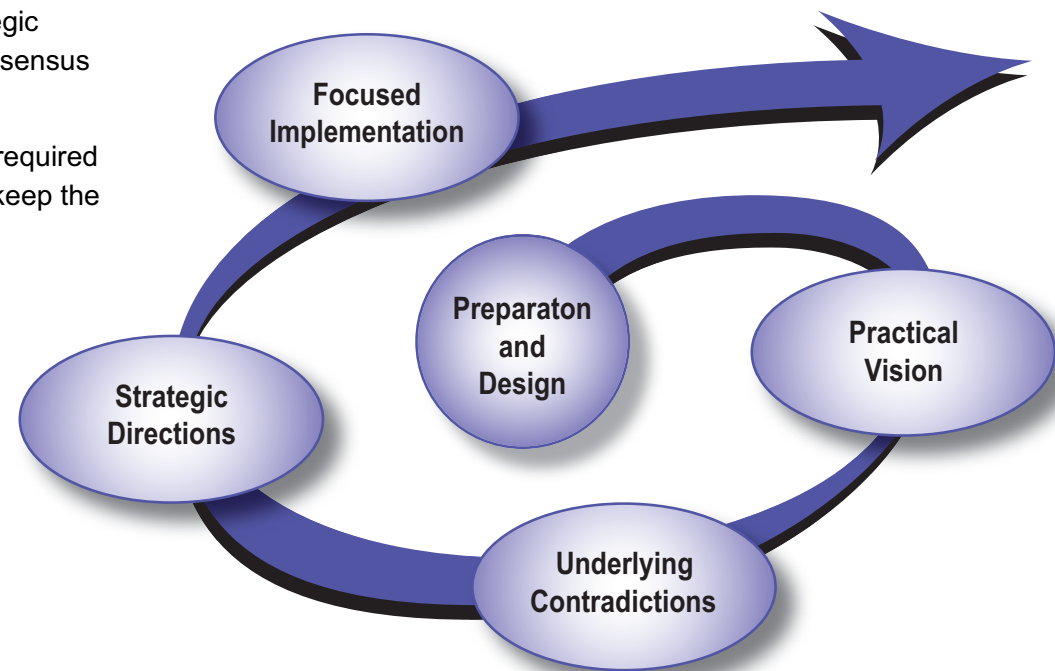 egic
sensus
required
keep the
Focused
Implementation
Preparaton
and
Design
Practical
Vision
Strategic
Directions
Underlying
Contradictions